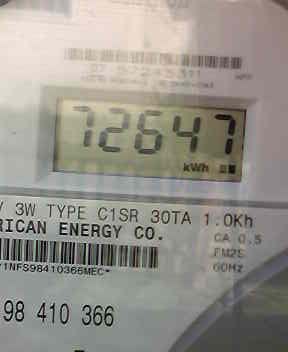 72647
kWh
V 3W TYPE C1SR 30TA 1.0Kh
RICAN ENERGY CO.
CA 0.5
FM2S
60Hz
1NFS98410366MEC*
98 410 366